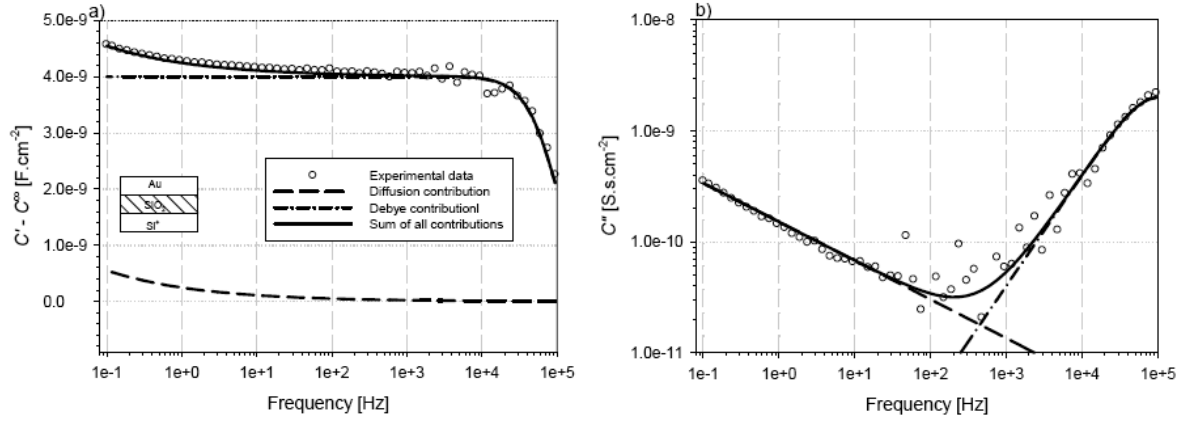 a)
5.0e-9
4.0e-9
3.0e-9
2.0e-9
1.0e-9
0.0
C' - C∞ [F.cm⁻²]
Au
SiO₂
Si⁺
Experimental data
Diffusion contribution
Debye contributionl
Sum of all contributions
1e-1 1e+0 1e+1 1e+2 1e+3 1e+4 1e+5
Frequency [Hz]
b)
1.0e-8
1.0e-9
1.0e-10
1.0e-11
C" [S.s.cm⁻²]
1e-1 1e+0 1e+1 1e+2 1e+3 1e+4 1e+5
Frequency [Hz]